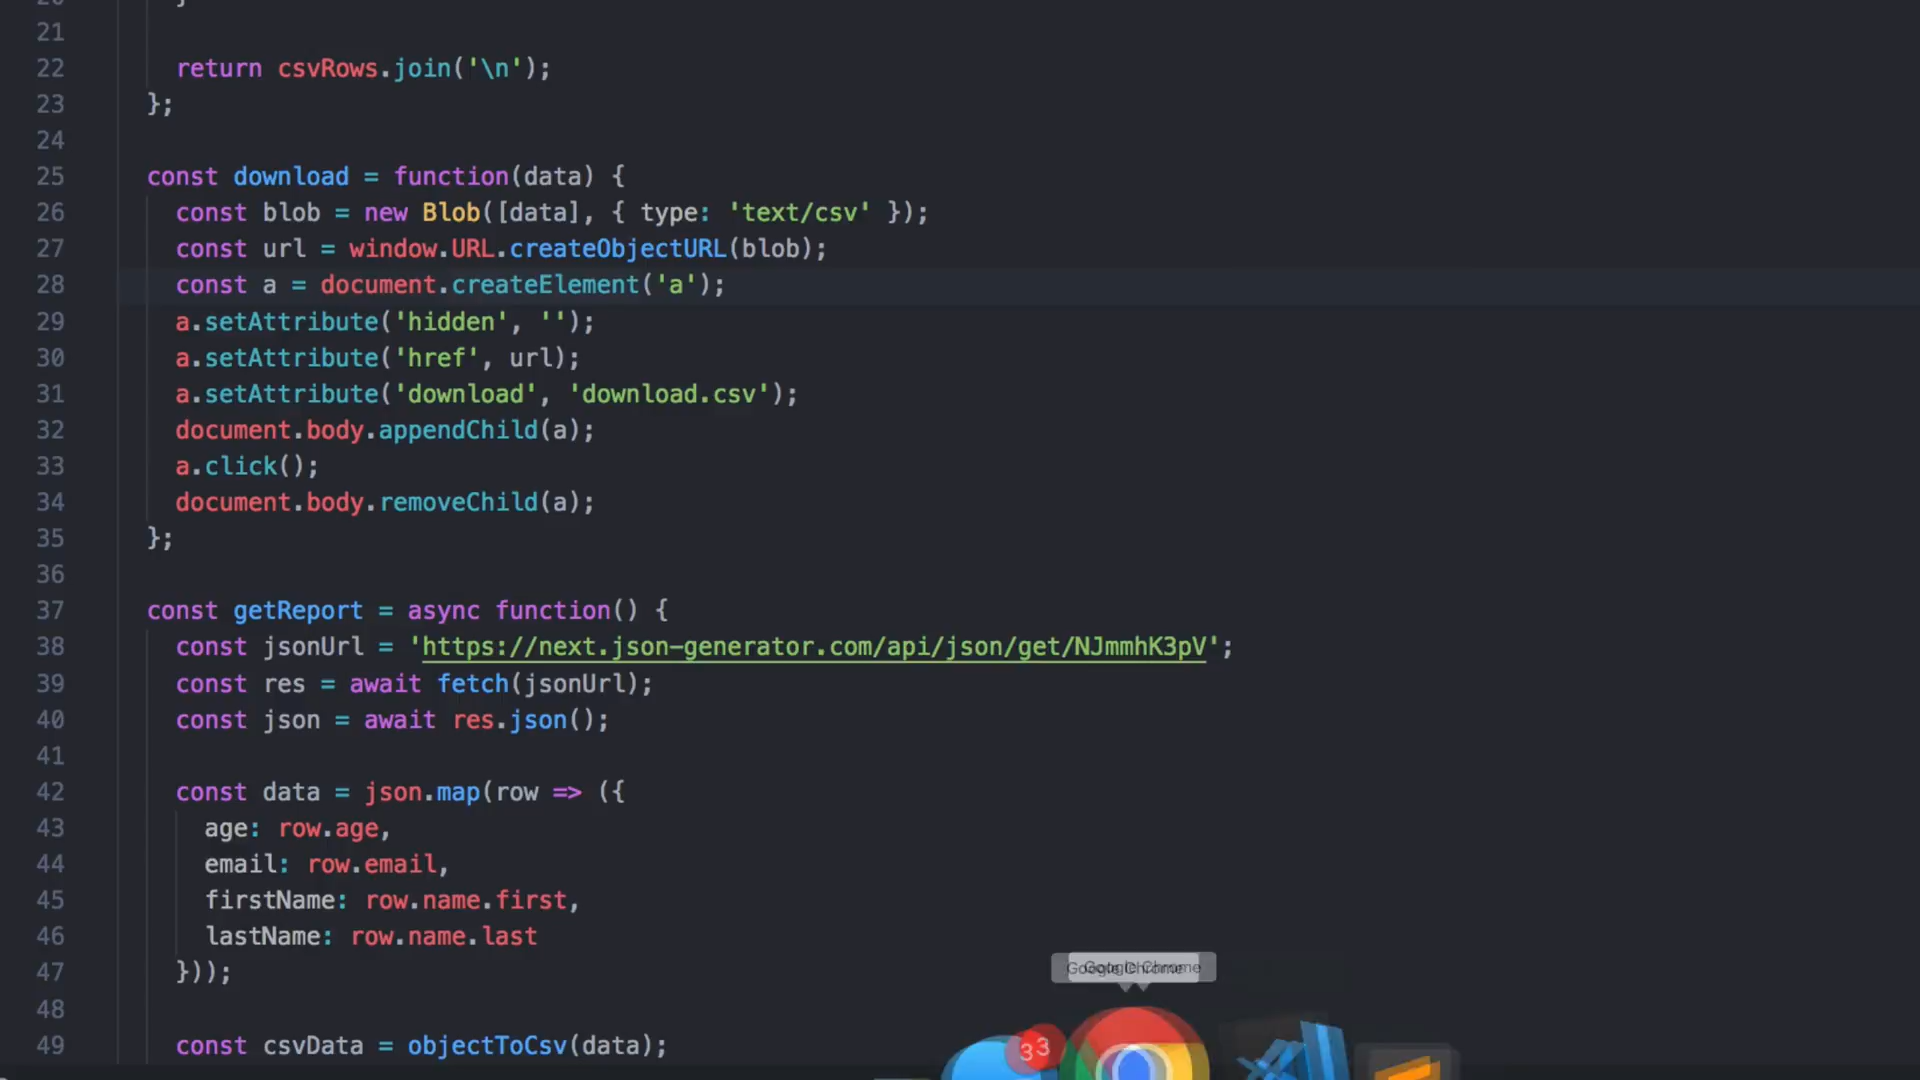 20 }
21
22 return csvRows.join('\n');
23 };
24
25 const download = function(data) {
26 const blob = new Blob([data], { type: 'text/csv' });
27 const url = window.URL.createObjectURL(blob);
28 const a = document.createElement('a');
29 a.setAttribute('hidden', '');
30 a.setAttribute('href', url);
31 a.setAttribute('download', 'download.csv');
32 document.body.appendChild(a);
33 a.click();
34 document.body.removeChild(a);
35 };
36
37 const getReport = async function() {
38 const jsonUrl = 'https://next.json-generator.com/api/json/get/NJmmhK3pV';
39 const res = await fetch(jsonUrl);
40 const json = await res.json();
41
42 const data = json.map(row => ({
43 age: row.age,
44 email: row.email,
45 firstName: row.name.first,
46 lastName: row.name.last
47 }));
Google Chrome
48
49 const csvData = objectToCsv(data);
33